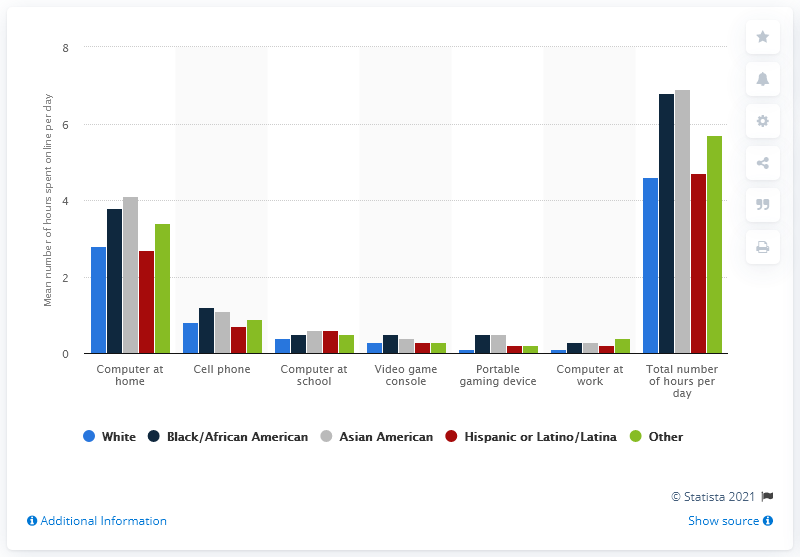 8
6
4
2
0
Mean number of hours spent online per day
Computer at
home
Cell phone
Computer at
school
Video game
console
Portable
gaming device
Computer at
work
Total number
of hours per
day
White
Black/African American
Asian American
Hispanic or Latino/Latina
Other
© Statista 2021
Additional Information
Show source